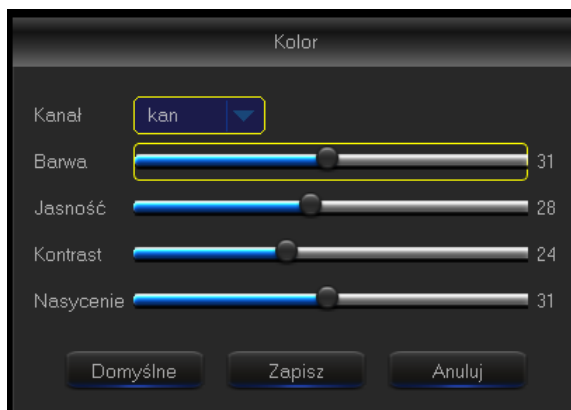 Kolor
Kanał kan
Barwa 31
Jasność 28
Kontrast 24
Nasycenie 31
Domyślne Zapisz Anuluj